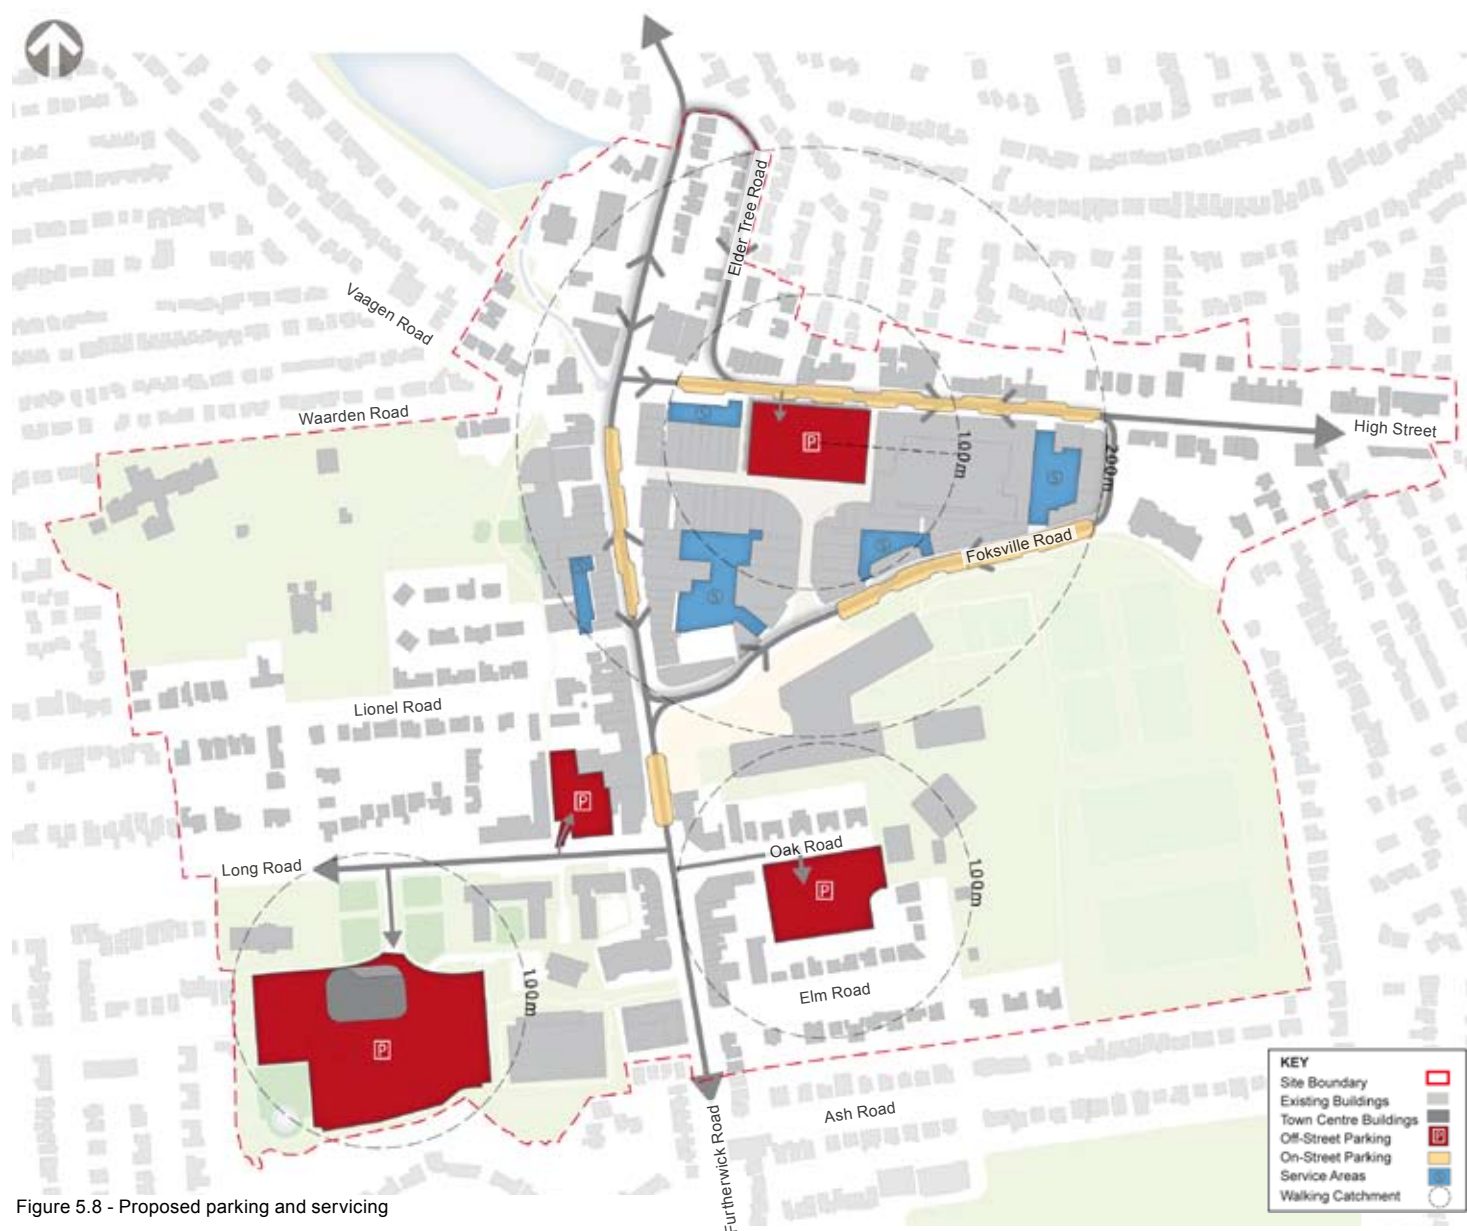 Elder Tree Road
Vaagen Road
Waarden Road
High Street
S
P
100m
200m
S
S
Foksville Road
S
S
Lionel Road
P
Long Road
Oak Road
P
100m
100m
Elm Road
P
Furtherwick Road
Ash Road
KEY
Site Boundary
Existing Buildings
Town Centre Buildings
Off-Street Parking P
On-Street Parking
Service Areas S
Walking Catchment
Figure 5.8 - Proposed parking and servicing